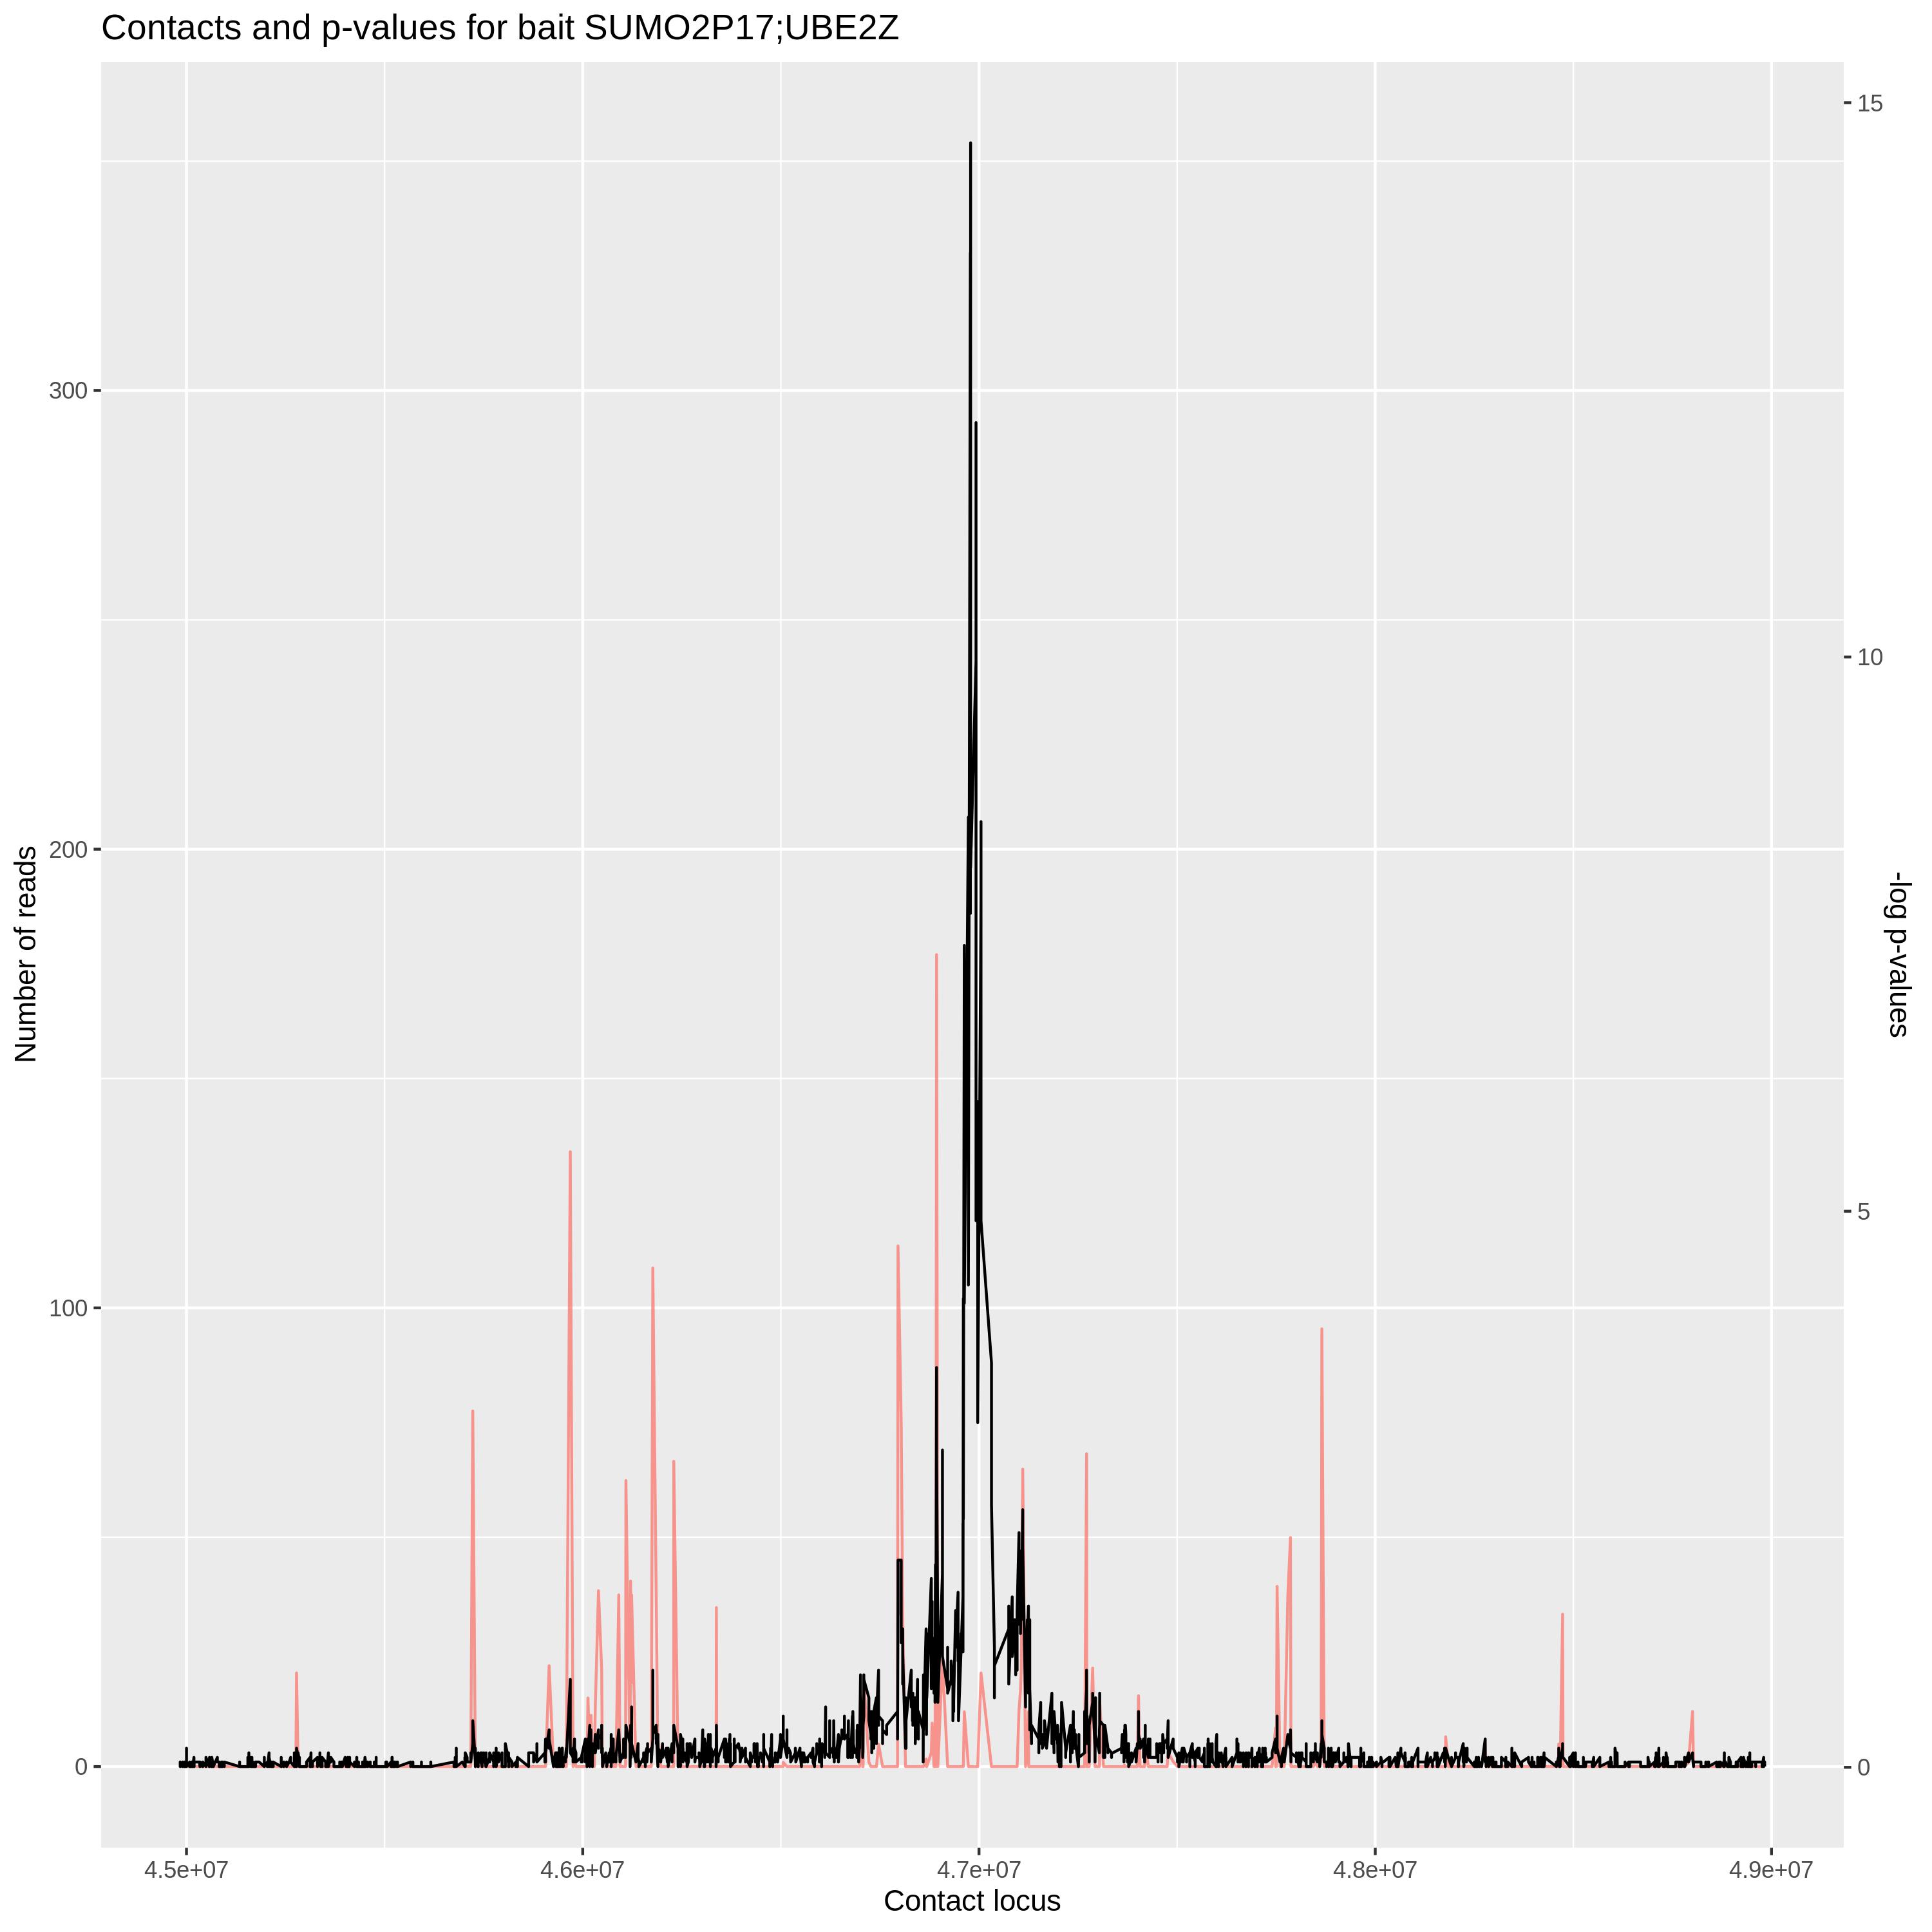 Contacts and p-values for bait SUMO2P17;UBE2Z
15
300
10
200
Number of reads
-log p-values
5
100
0
0
4.5e+07 4.6e+07 4.7e+07 4.8e+07 4.9e+07
Contact locus